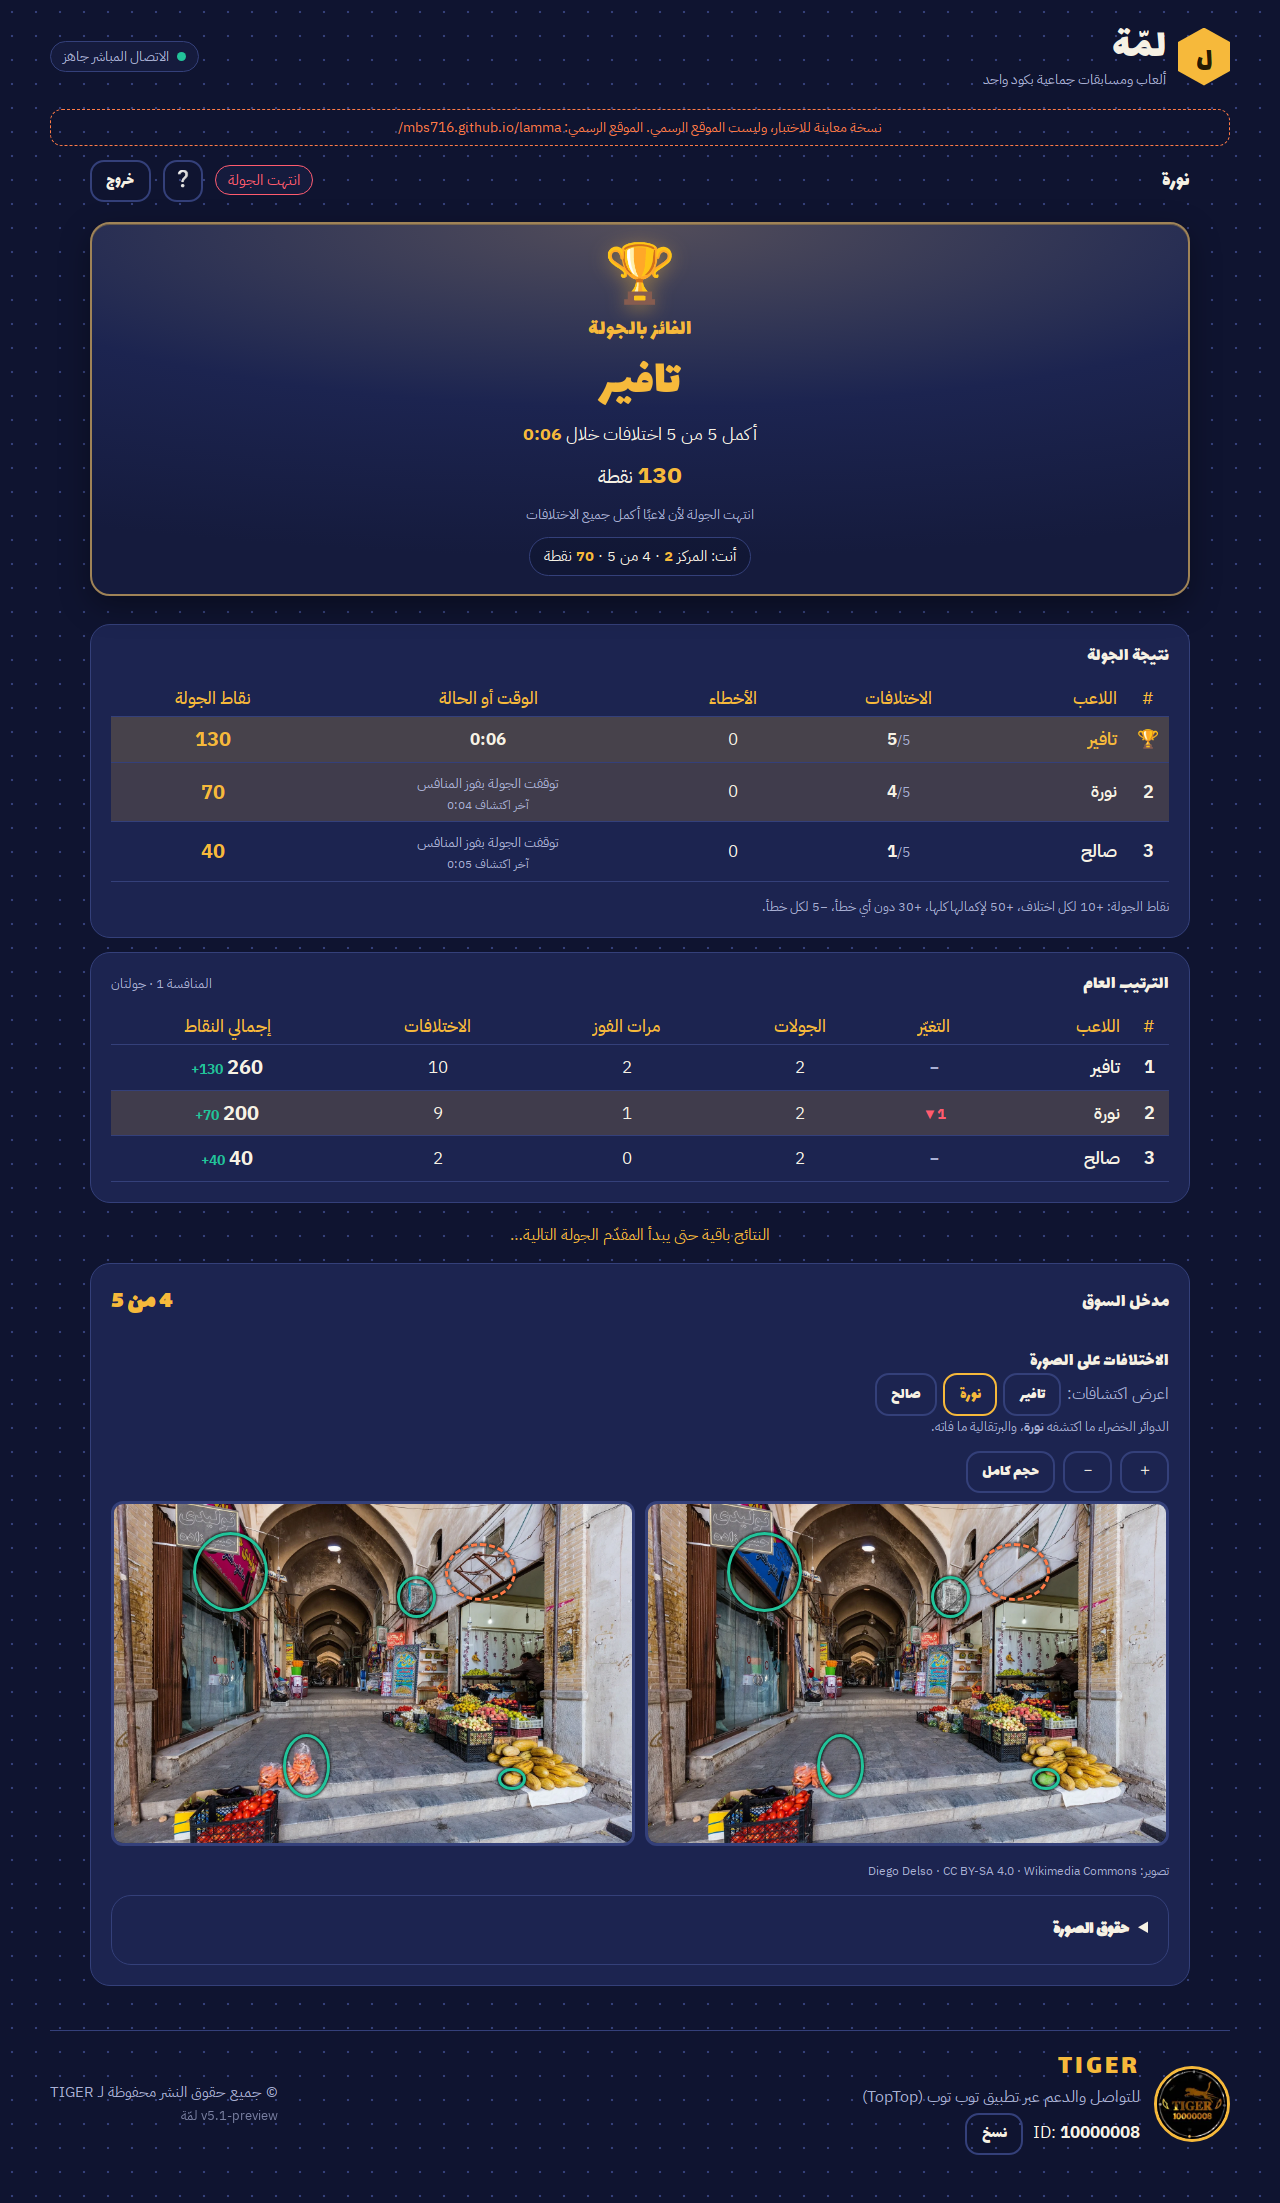 ل
لمّة
ألعاب ومسابقات جماعية بكود واحد
الاتصال المباشر جاهز
نسخة معاينة للاختبار، وليست الموقع الرسمي. الموقع الرسمي: mbs716.github.io/lamma/
نورة
انتهت الجولة
?
خروج
الفائز بالجولة
تافير
أكمل 5 من 5 اختلافات خلال 0:06
130 نقطة
انتهت الجولة لأن لاعبًا أكمل جميع الاختلافات
أنت: المركز 2 · 4 من 5 · 70 نقطة
نتيجة الجولة
# اللاعب الاختلافات الأخطاء الوقت أو الحالة نقاط الجولة
🏆 تافير 5/5 0 0:06 130
2 نورة 4/5 0 توقفت الجولة بفوز المنافس 70
آخر اكتشاف 0:04
3 صالح 1/5 0 توقفت الجولة بفوز المنافس 40
آخر اكتشاف 0:05
نقاط الجولة: +10 لكل اختلاف، +50 لإكمالها كلها، +30 دون أي خطأ، −5 لكل خطأ.
الترتيب العام
المنافسة 1 · جولتان
# اللاعب التغيّر الجولات مرات الفوز الاختلافات إجمالي النقاط
1 تافير – 2 2 10 260 +130
2 نورة ▼1 2 1 9 200 +70
3 صالح – 2 0 2 40 +40
النتائج باقية حتى يبدأ المقدّم الجولة التالية...
مدخل السوق
4 من 5
الاختلافات على الصورة
اعرض اكتشافات: تافير نورة صالح
الدوائر الخضراء ما اكتشفه نورة، والبرتقالية ما فاته.
+ − حجم كامل
تصوير: Diego Delso · CC BY-SA 4.0 · Wikimedia Commons
حقوق الصورة
TIGER
10000008
TIGER
للتواصل والدعم عبر تطبيق توب توب (TopTop)
ID: 10000008
نسخ
© جميع حقوق النشر محفوظة لـ TIGER
لمّة v5.1-preview